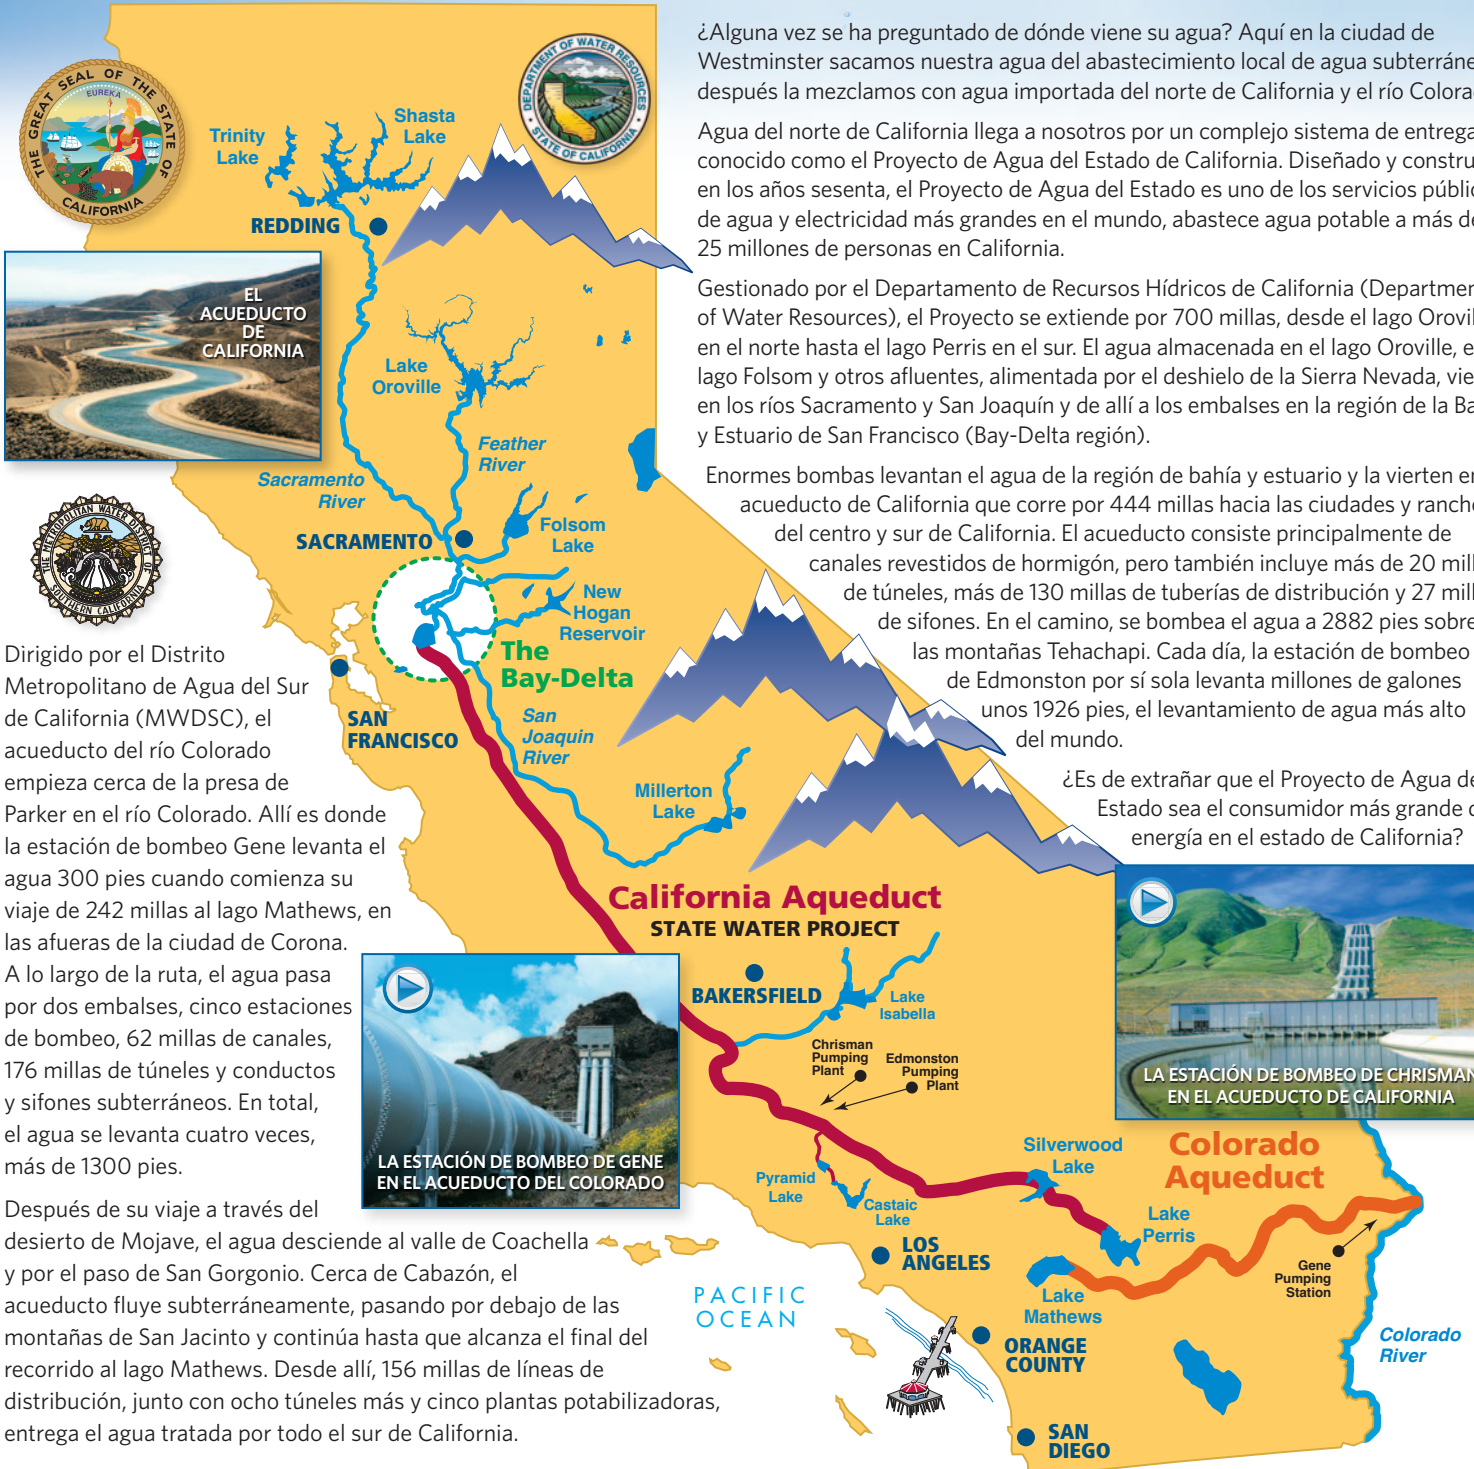 ¿Alguna vez se ha preguntado de dónde viene su agua? Aquí en la ciudad de
Westminster sacamos nuestra agua del abastecimiento local de agua
después la mezclamos con agua importada del norte de California y el río
Agua del norte de California llega a nosotros por un complejo sistema de entrega
conocido como el Proyecto de Agua del Estado de California. Diseñado y
en los años sesenta, el Proyecto de Agua del Estado es uno de los servicios
de agua y electricidad más grandes en el mundo, abastece agua potable a más de
25 millones de personas en California.
Gestionado por el Departamento de Recursos Hídricos de California
of Water Resources), el Proyecto se extiende por 700 millas, desde el lago
en el norte hasta el lago Perris en el sur. El agua almacenada en el lago Oroville,
lago Folsom y otros afluentes, alimentada por el deshielo de la Sierra Nevada,
en los ríos Sacramento y San Joaquín y de allí a los embalses en la región de la
y Estuario de San Francisco (Bay-Delta región).
Enormes bombas levantan el agua de la región de bahía y estuario y la vierten
acueducto de California que corre por 444 millas hacia las ciudades y
del centro y sur de California. El acueducto consiste principalmente de
canales revestidos de hormigón, pero también incluye más de 20
de túneles, más de 130 millas de tuberías de distribución y 27
de sifones. En el camino, se bombea el agua a 2882 pies sobre
las montañas Tehachapi. Cada día, la estación de bombeo
de Edmonston por sí sola levanta millones de galones
unos 1926 pies, el levantamiento de agua más alto
del mundo.
¿Es de extrañar que el Proyecto de Agua
Estado sea el consumidor más grande
energía en el estado de California?
THE GREAT SEAL OF THE STATE OF CALIFORNIA
EUREKA
DEPARTMENT OF WATER RESOURCES
STATE OF CALIFORNIA
Trinity
Lake
Shasta
Lake
REDDING
EL
ACUEDUCTO
DE
CALIFORNIA
Lake
Oroville
Feather
River
Sacramento
River
SACRAMENTO
Folsom
Lake
New
Hogan
Reservoir
The
Bay-Delta
SAN
FRANCISCO
San
Joaquin
River
Millerton
Lake
THE METROPOLITAN WATER DISTRICT OF
SOUTHERN CALIFORNIA
Dirigido por el Distrito
Metropolitano de Agua del Sur
de California (MWDSC), el
acueducto del río Colorado
empieza cerca de la presa de
Parker en el río Colorado. Allí es donde
la estación de bombeo Gene levanta el
agua 300 pies cuando comienza su
viaje de 242 millas al lago Mathews, en
las afueras de la ciudad de Corona.
A lo largo de la ruta, el agua pasa
por dos embalses, cinco estaciones
de bombeo, 62 millas de canales,
176 millas de túneles y conductos
y sifones subterráneos. En total,
el agua se levanta cuatro veces,
más de 1300 pies.
Después de su viaje a través del
desierto de Mojave, el agua desciende al valle de Coachella
y por el paso de San Gorgonio. Cerca de Cabazón, el
acueducto fluye subterráneamente, pasando por debajo de las
montañas de San Jacinto y continúa hasta que alcanza el final del
recorrido al lago Mathews. Desde allí, 156 millas de líneas de
distribución, junto con ocho túneles más y cinco plantas potabilizadoras,
entrega el agua tratada por todo el sur de California.
California Aqueduct
STATE WATER PROJECT
BAKERSFIELD
Lake
Isabella
Chrisman
Pumping
Plant
Edmonston
Pumping
Plant
LA ESTACIÓN DE BOMBEO DE GENE
EN EL ACUEDUCTO DEL COLORADO
LA ESTACIÓN DE BOMBEO DE CHRISMAN
EN EL ACUEDUCTO DE CALIFORNIA
Pyramid
Lake
Castaic
Lake
Silverwood
Lake
Colorado
Aqueduct
Lake
Perris
LOS
ANGELES
Lake
Mathews
Gene
Pumping
Station
PACIFIC
OCEAN
ORANGE
COUNTY
Colorado
River
SAN
DIEGO